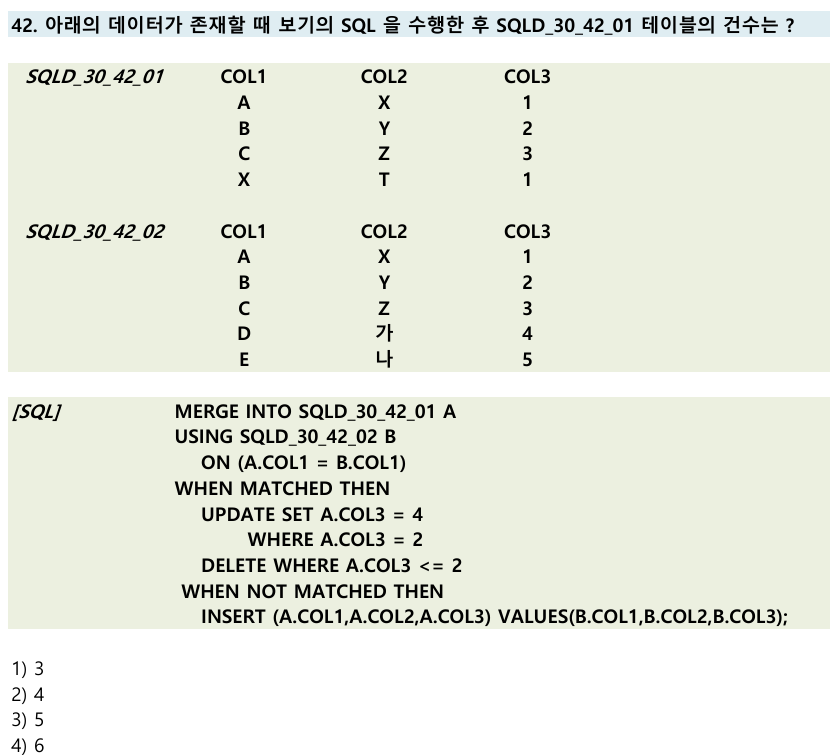 42. 아래의 데이터가 존재할 때 보기의 SQL 을 수행한 후 SQLD_30_42_01 테이블의 건수는 ?
SQLD_30_42_01 COL1 COL2 COL3
A X 1
B Y 2
C Z 3
X T 1
SQLD_30_42_02 COL1 COL2 COL3
A X 1
B Y 2
C Z 3
D 가 4
E 나 5
[SQL] MERGE INTO SQLD_30_42_01 A
USING SQLD_30_42_02 B
ON (A.COL1 = B.COL1)
WHEN MATCHED THEN
UPDATE SET A.COL3 = 4
WHERE A.COL3 = 2
DELETE WHERE A.COL3 <= 2
WHEN NOT MATCHED THEN
INSERT (A.COL1,A.COL2,A.COL3) VALUES(B.COL1,B.COL2,B.COL3);
1) 3
2) 4
3) 5
4) 6